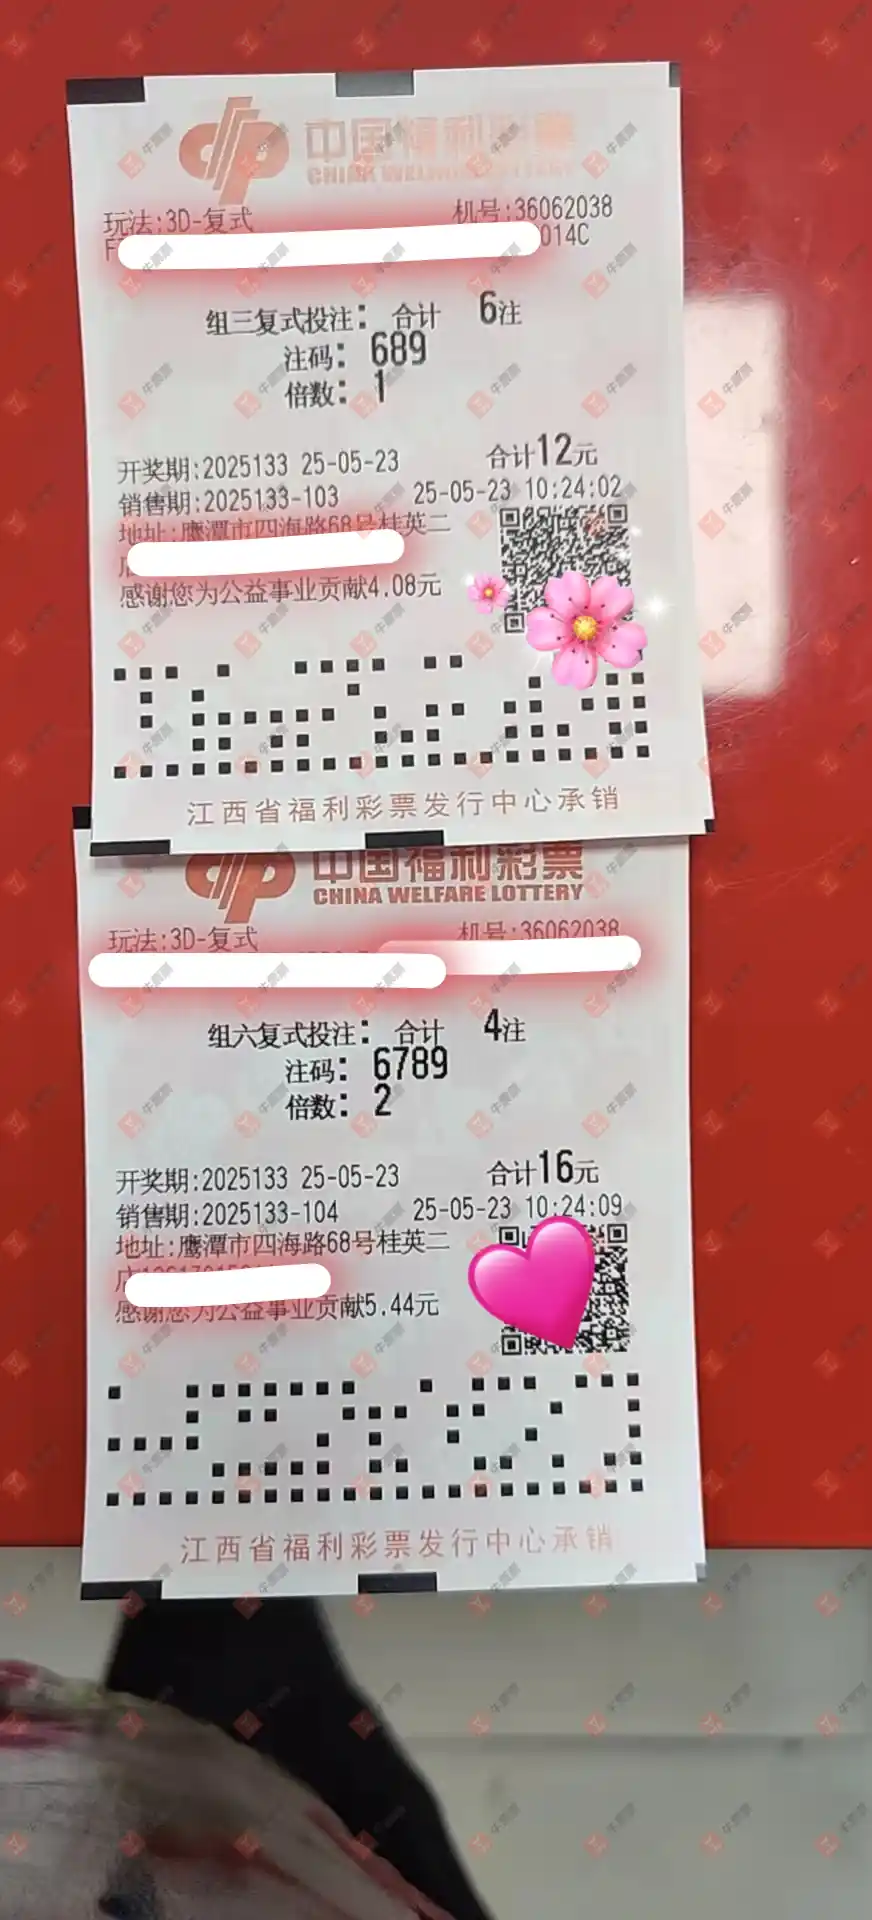 中国福利彩票
CHINA WELFARE LOTTERY
玩法:3D-复式 机号:36062038
014C
组三复式投注: 合计 6注
注码: 689
倍数: 1
开奖期:2025133 25-05-23 合计12元
销售期:2025133-103 25-05-23 10:24:02
地址:鹰潭市四海路68号桂英二
感谢您为公益事业贡献4.08元
江西省福利彩票发行中心承销
中国福利彩票
CHINA WELFARE LOTTERY
玩法:3D-复式 机号:36062038
组六复式投注: 合计 4注
注码: 6789
倍数: 2
开奖期:2025133 25-05-23 合计16元
销售期:2025133-104 25-05-23 10:24:09
地址:鹰潭市四海路68号桂英二
感谢您为公益事业贡献5.44元
江西省福利彩票发行中心承销